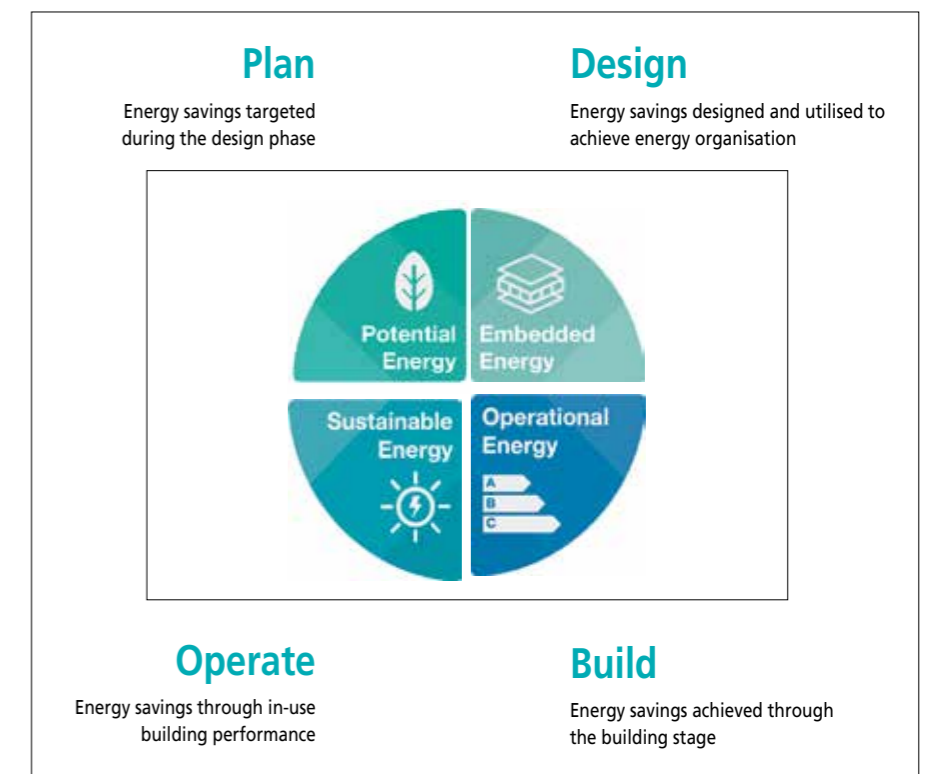 Plan
Energy savings targeted
during the design phase
Design
Energy savings designed and utilised to
achieve energy organisation
Potential
Energy
Embedded
Energy
Sustainable
Energy
Operational
Energy
A
B
C
Operate
Energy savings through in-use
building performance
Build
Energy savings achieved through
the building stage